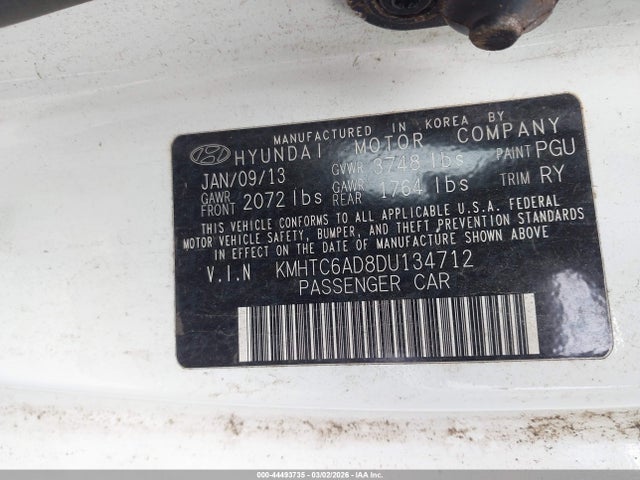 MANUFACTURED IN KOREA BY
HYUNDAI MOTOR COMPANY
JAN/09/13 GVWR 3748 lbs PAINT PGU
GAWR FRONT 2072 lbs GAWR REAR 1764 lbs TRIM RY
THIS VEHICLE CONFORMS TO ALL APPLICABLE U.S.A. FEDERAL
MOTOR VEHICLE SAFETY, BUMPER, AND THEFT PREVENTION STANDARDS
IN EFFECT ON THE DATE OF MANUFACTURE SHOWN ABOVE.
V.I.N KMHTC6AD8DU134712
PASSENGER CAR
000-44493735 - 03/02/2026 - IAAI.COM